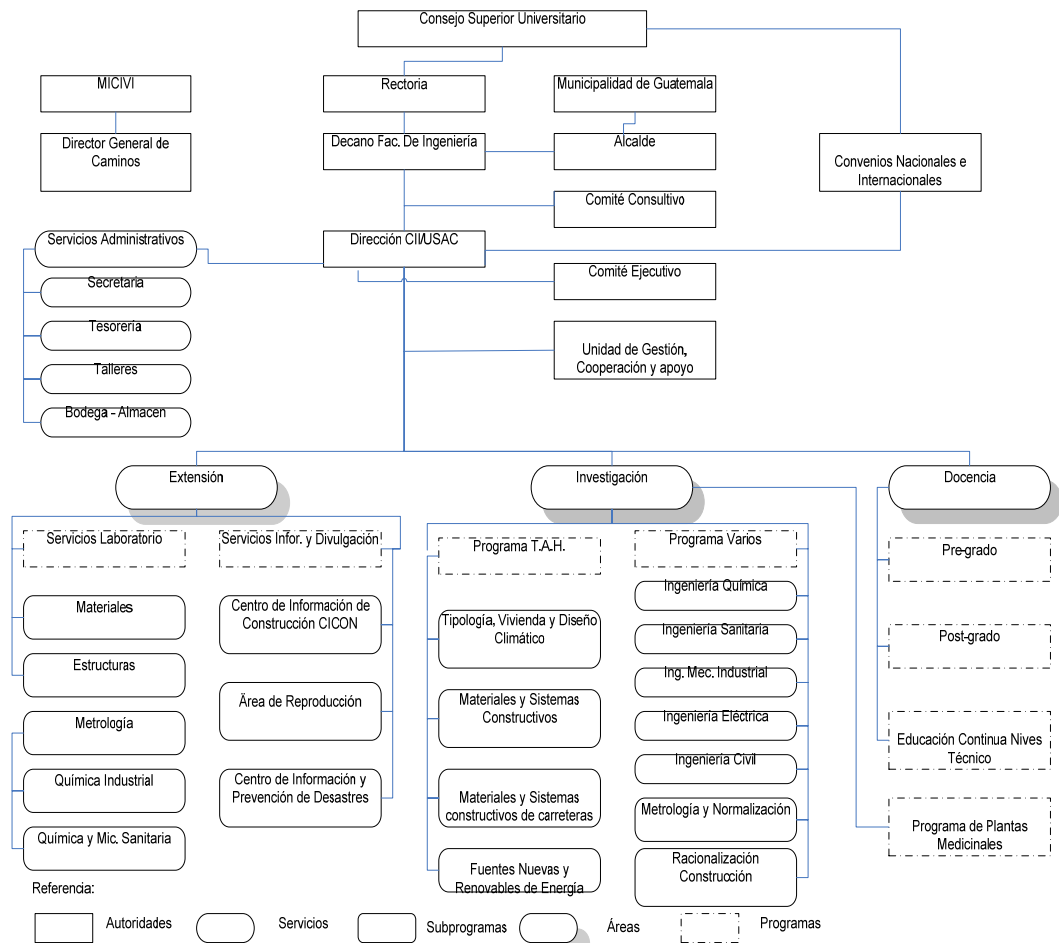 Consejo Superior Universitario
MICIVI
Rectoria
Municipalidad de Guatemala
Director General de
Caminos
Decano Fac. De Ingeniería
Alcalde
Convenios Nacionales e
Internacionales
Comité Consultivo
Servicios Administrativos
Dirección CII/USAC
Comité Ejecutivo
Secretaría
Tesorería
Talleres
Bodega – Almacen
Unidad de Gestión,
Cooperación y apoyo
Extensión
Investigación
Docencia
Servicios Laboratorio
Servicios Infor. y Divulgación
Programa T.A.H.
Programa Varios
Pre-grado
Materiales
Estructuras
Metrología
Química Industrial
Química y Mic. Sanitaria
Centro de Información de
Construcción CICON
Área de Reproducción
Centro de Información y
Prevención de Desastres
Tipología, Vivienda y Diseño
Climático
Materiales y Sistemas
Constructivos
Materiales y Sistemas
constructivos de carreteras
Fuentes Nuevas y
Renovables de Energía
Ingeniería Química
Ingeniería Sanitaria
Ing. Mec. Industrial
Ingeniería Eléctrica
Ingeniería Civil
Metrología y Normalización
Racionalización
Construcción
Post-grado
Educación Continua Nives
Técnico
Programa de Plantas
Medicinales
Referencia:
Autoridades
Servicios
Subprogramas
Áreas
Programas